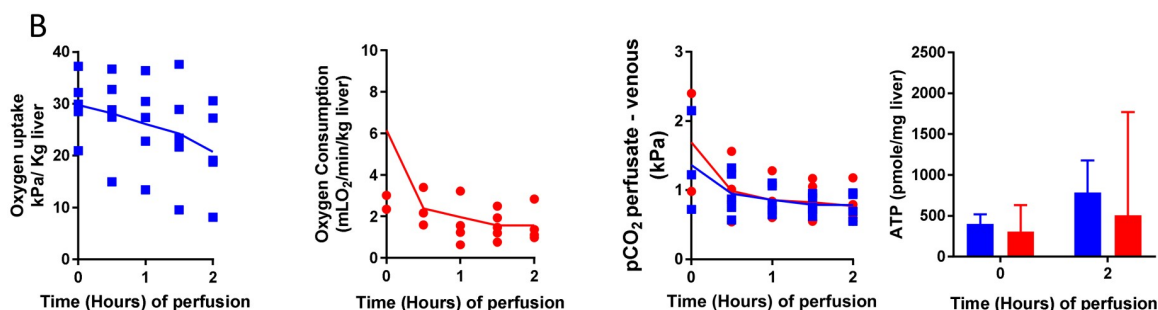 B
Oxygen uptake
kPa/ Kg liver
40
30
20
10
0
0 1 2
Time (Hours) of perfusion
Oxygen Consumption
(mLO₂/min/kg liver)
10
8
6
4
2
0
0 1 2
Time (Hours) of perfusion
pCO₂ perfusate - venous
(kPa)
3
2
1
0
0 1 2
Time (Hours) of perfusion
ATP (pmole/mg liver)
2500
2000
1500
1000
500
0
0 2
Time (Hours) of perfusion